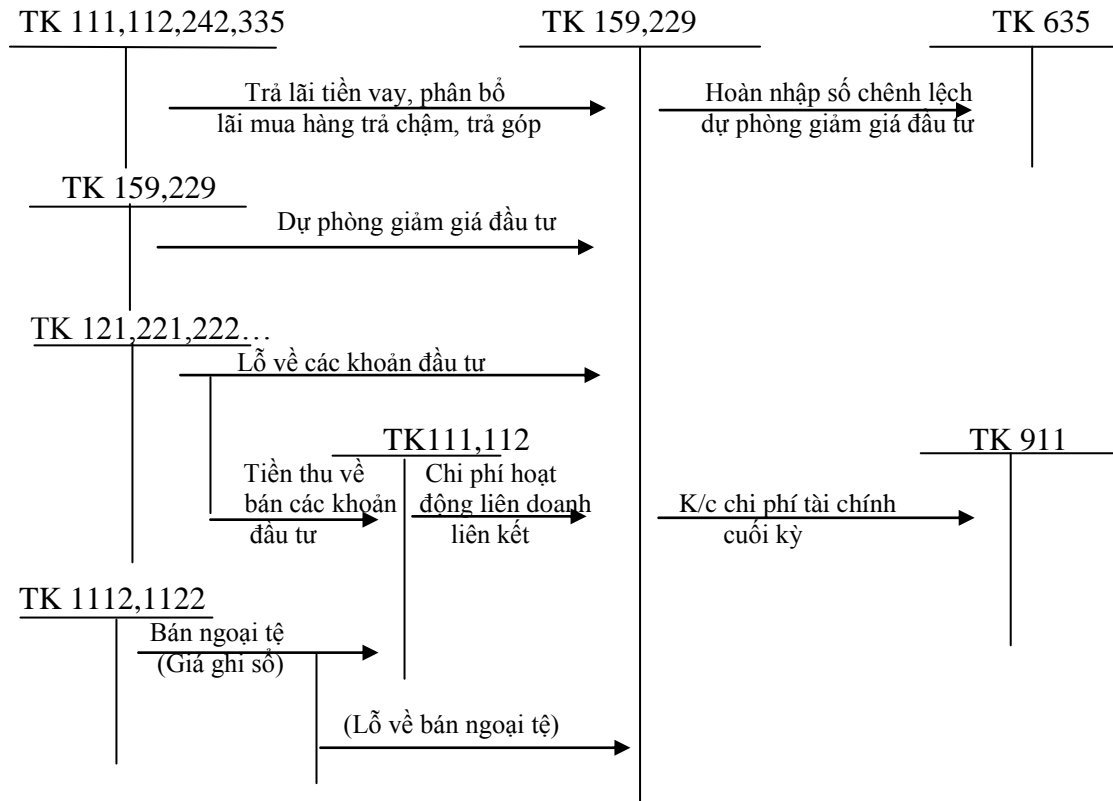 TK 111,112,242,335
TK 159,229
TK 635
Trả lãi tiền vay, phân bổ
lãi mua hàng trả chậm, trả góp
Hoàn nhập số chênh lệch
dự phòng giảm giá đầu tư
TK 159,229
Dự phòng giảm giá đầu tư
TK 121,221,222…
Lỗ về các khoản đầu tư
TK111,112
TK 911
Tiền thu về
bán các khoản
đầu tư
Chi phí hoạt
động liên doanh
liên kết
K/c chi phí tài chính
cuối kỳ
TK 1112,1122
Bán ngoại tệ
(Giá ghi sổ)
(Lỗ về bán ngoại tệ)